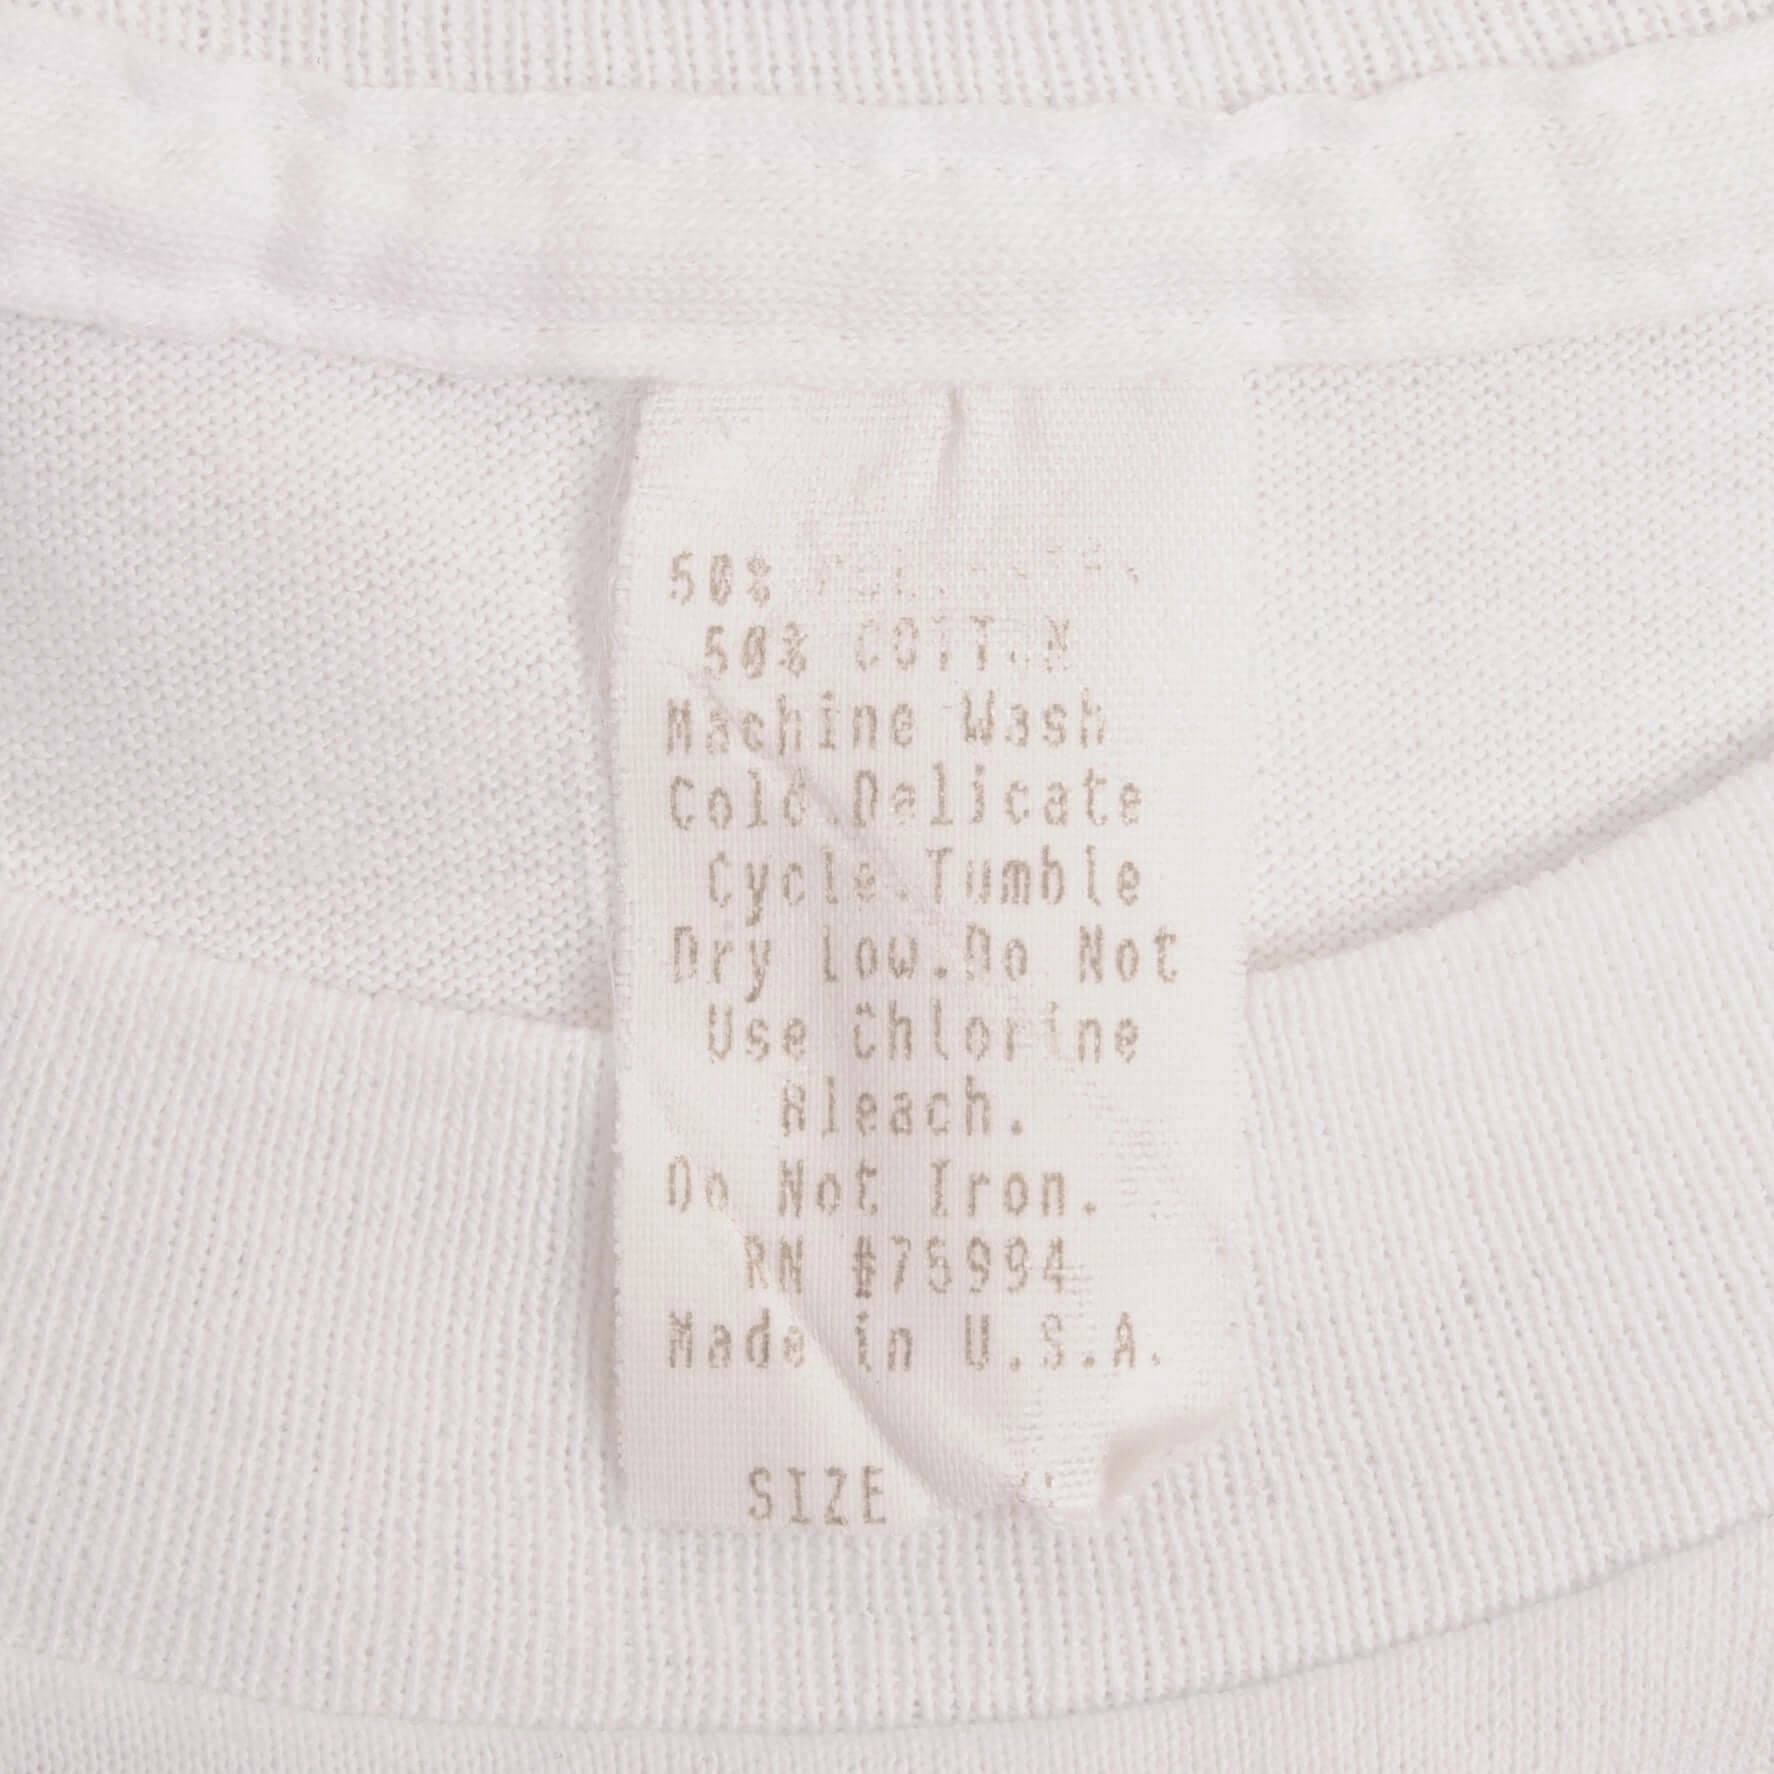 50%
50% COTTON
Machine Wash
Cold.Delicate
Cycle.Tumble
Dry low.Do Not
Use Chlorine
Bleach.
Do Not Iron.
RN #75994
Made in U.S.A.
SIZE